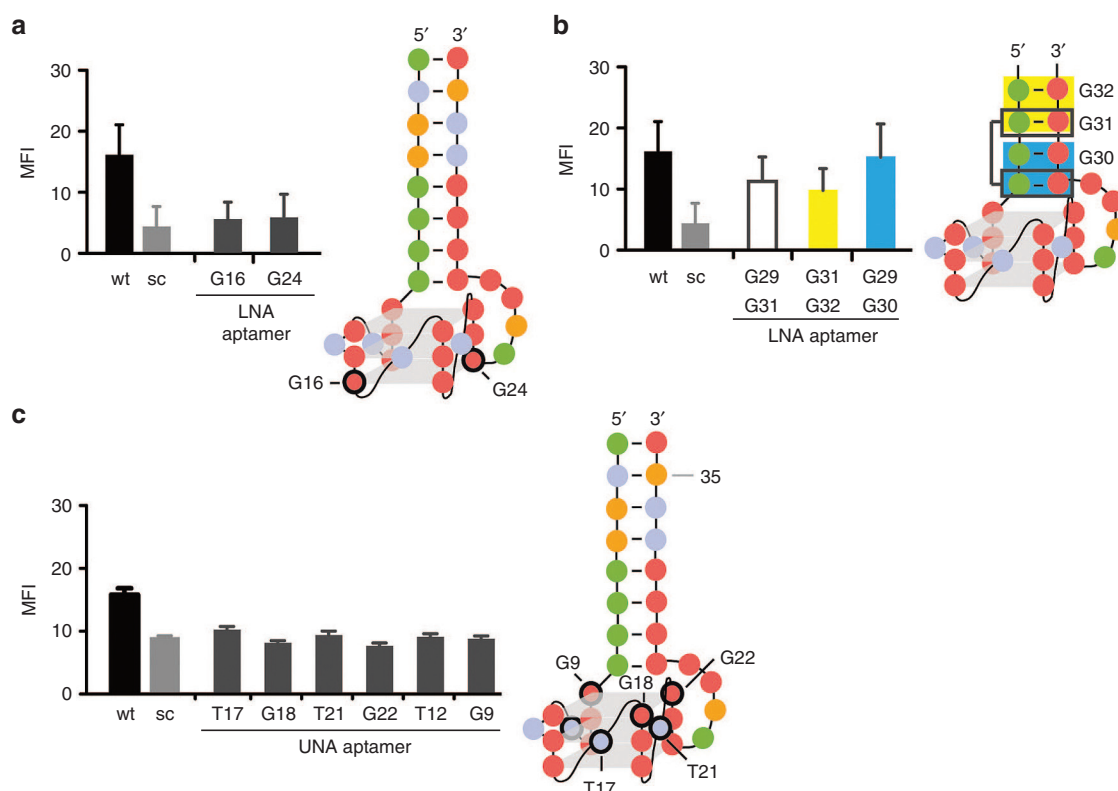 a
5′ 3′
30
20
10
0
MFI
wt sc G16 G24
LNA
aptamer
G16
G24
b
5′ 3′
30
20
10
0
MFI
wt sc G29 G31 G29
G31 G32 G30
LNA aptamer
G32
G31
G30
c
5′ 3′
35
30
20
10
0
MFI
wt sc T17 G18 T21 G22 T12 G9
UNA aptamer
G9
G18
G22
T21
T17